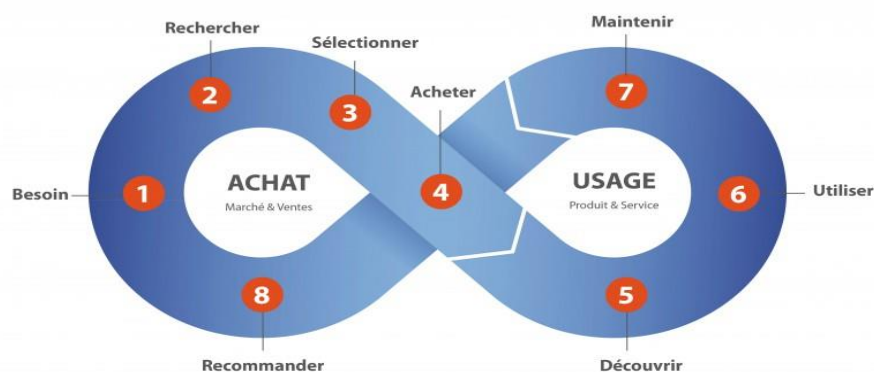 Maintenir
Rechercher
Sélectionner
Acheter
2
3
7
ACHAT
Marché & Ventes
USAGE
Produit & Service
Besoin
1
4
6
Utiliser
8
5
Recommander
Découvrir